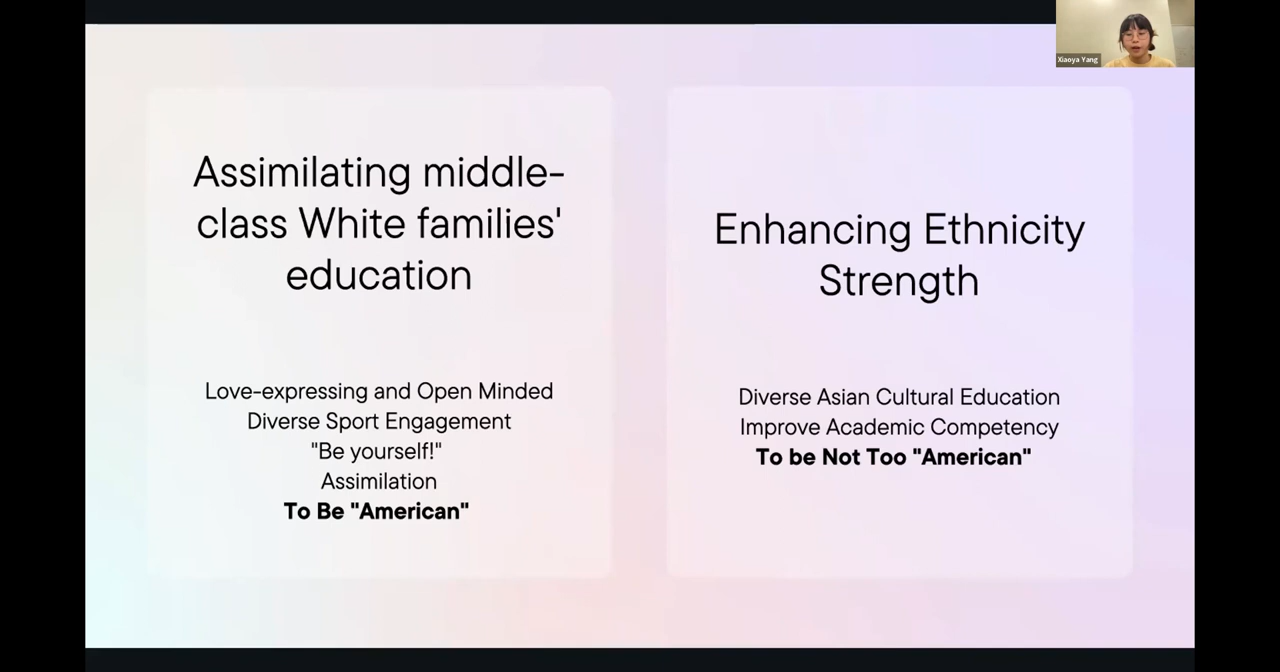 Xiaoya Yang
Assimilating middle-
class White families'
education
Love-expressing and Open Minded
Diverse Sport Engagement
"Be yourself!"
Assimilation
To Be "American"
Enhancing Ethnicity
Strength
Diverse Asian Cultural Education
Improve Academic Competency
To be Not Too "American"